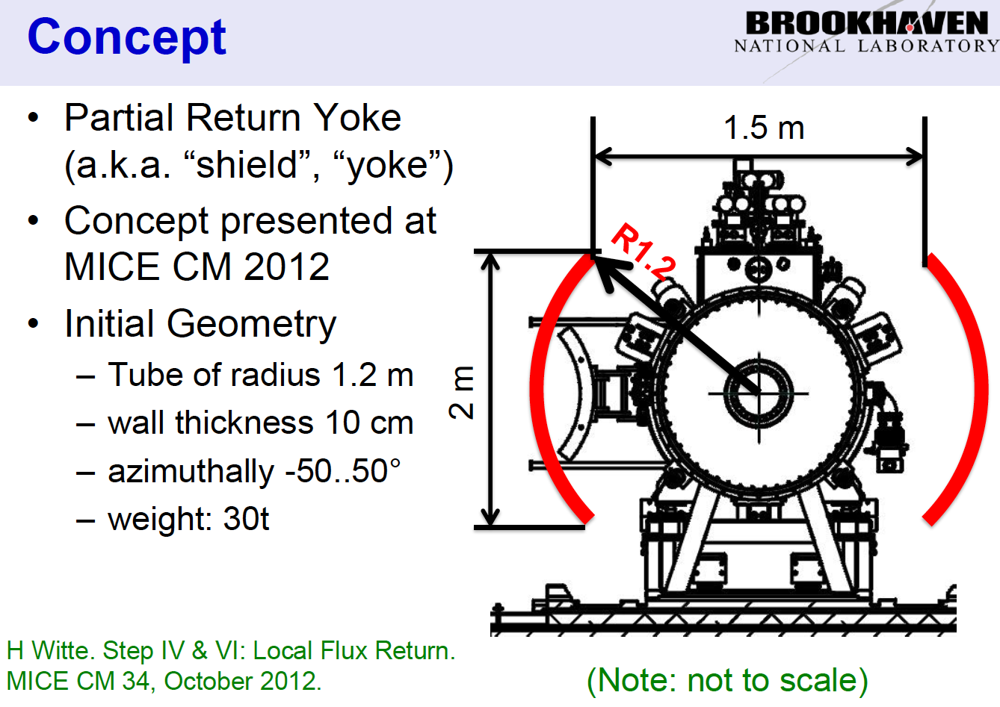 Concept
BROOKHAVEN
NATIONAL LABORATORY
• Partial Return Yoke
(a.k.a. “shield”, “yoke”)
• Concept presented at
MICE CM 2012
• Initial Geometry
– Tube of radius 1.2 m
– wall thickness 10 cm
– azimuthally -50..50°
– weight: 30t
1.5 m
R1.2
2 m
H Witte. Step IV & VI: Local Flux Return.
MICE CM 34, October 2012.
(Note: not to scale)